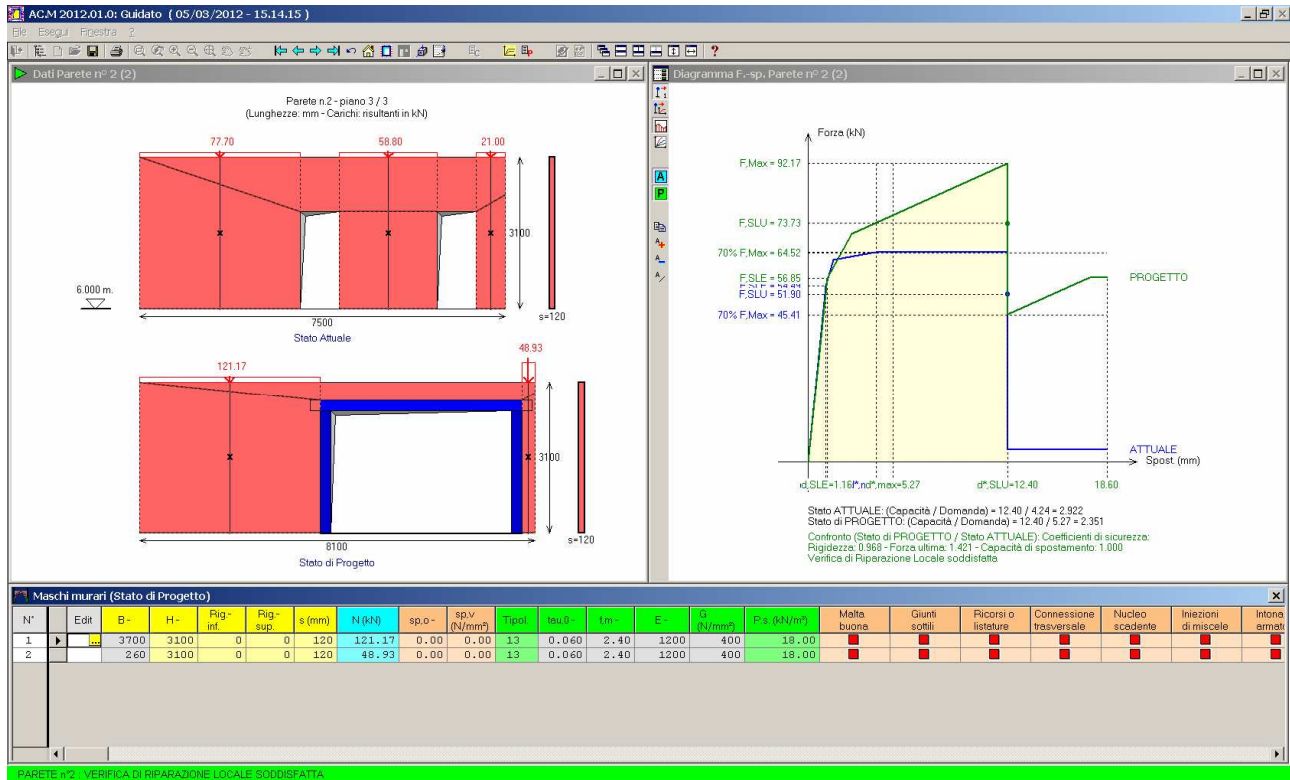 AC.M 2012.01.0: Guidato ( 05/03/2012 - 15.14.15 )
File Esegui Finestra ?
Dati Parete n° 2 (2)
Parete n.2 - piano 3 / 3
(Lunghezze: mm - Carichi: risultanti in kN)
77.70 58.80 21.00
3100
6.000 m.
7500
s=120
Stato Attuale
121.17 48.93
3100
8100
s=120
Stato di Progetto
Diagramma F.-sp. Parete n° 2 (2)
A
P
Forza (kN)
F,Max = 92.17
F,SLU = 73.73
70% F,Max = 64.52
F,SLE = 56.85
F,SLU = 51.90
70% F,Max = 45.41
PROGETTO
ATTUALE
Spost (mm)
d*,SLU=12.40 18.60
Stato ATTUALE: (Capacità / Domanda) = 12.40 / 4.24 = 2.922
Stato di PROGETTO: (Capacità / Domanda) = 12.40 / 5.27 = 2.351
Confronto (Stato di PROGETTO / Stato ATTUALE): Coefficienti di sicurezza:
Rigidezza: 0.968 - Forza ultima: 1.421 - Capacità di spostamento: 1.000
Verifica di Riparazione Locale soddisfatta
Maschi murari (Stato di Progetto)
N° Edit B - H - Rig.- inf. Rig.- sup. s (mm) N (kN) sp,o - sp,v (N/mm²) Tipol. tau,0 - f,m - E - G (N/mm²) P.s. (kN/m³) Malta buona Giunti sottili Ricorsi o listature Connessione trasversale Nucleo scadente Iniezioni di miscele Intona armato
1 ... 3700 3100 0 0 120 121.17 0.00 0.00 13 0.060 2.40 1200 400 18.00
2 260 3100 0 0 120 48.93 0.00 0.00 13 0.060 2.40 1200 400 18.00
PARETE n°2 : VERIFICA DI RIPARAZIONE LOCALE SODDISFATTA